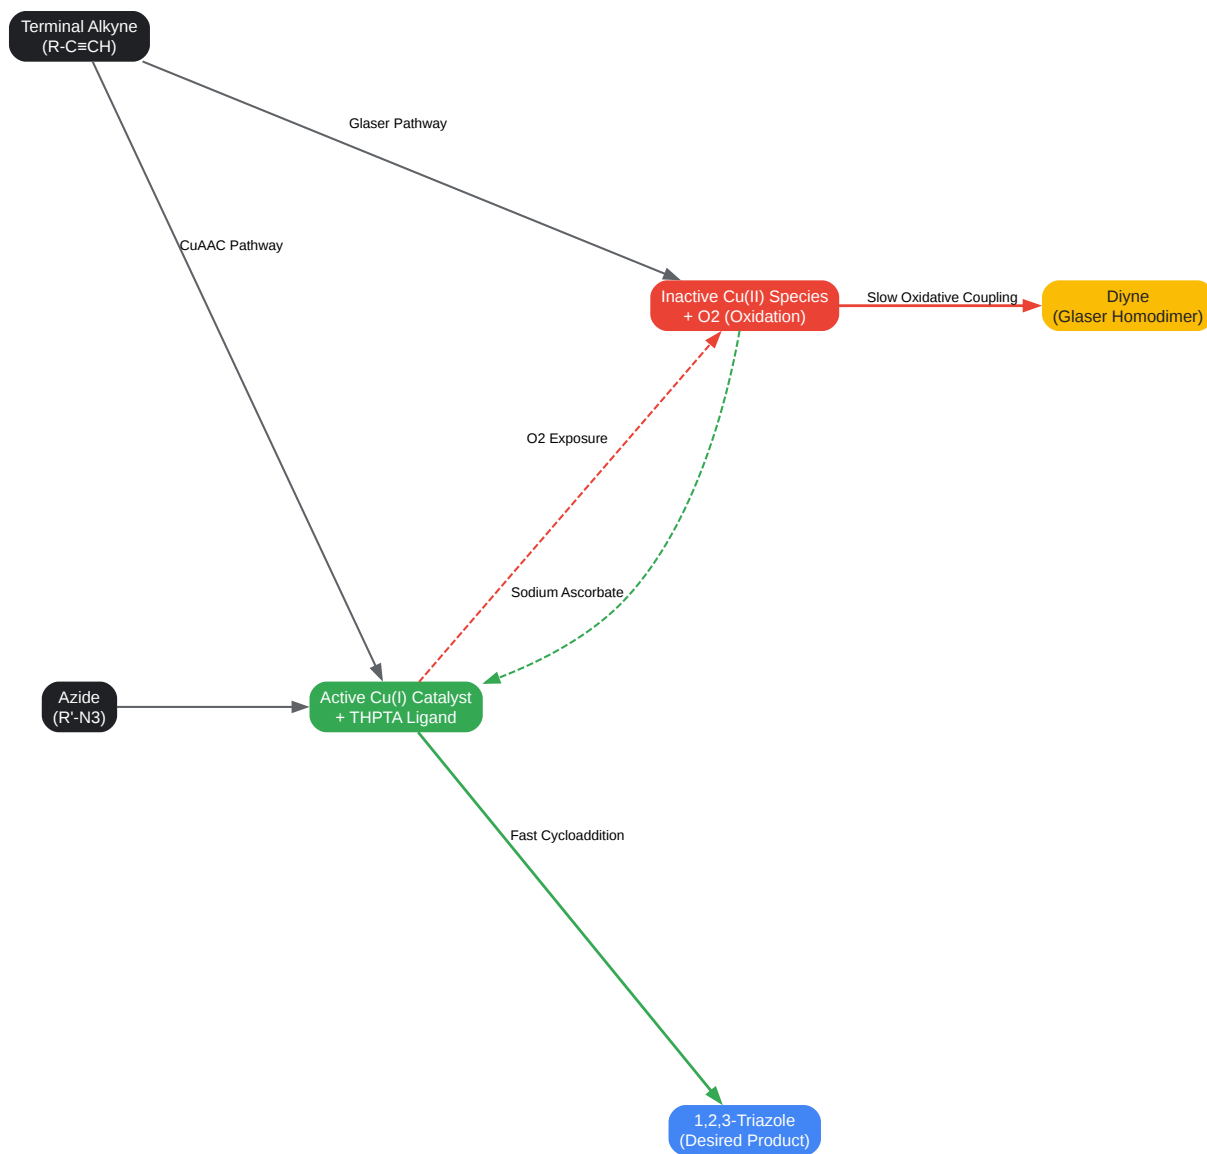 Terminal Alkyne
(R-C≡CH)
Glaser Pathway
CuAAC Pathway
Inactive Cu(II) Species
+ O2 (Oxidation)
Slow Oxidative Coupling
Diyne
(Glaser Homodimer)
O2 Exposure
Sodium Ascorbate
Azide
(R'-N3)
Active Cu(I) Catalyst
+ THPTA Ligand
Fast Cycloaddition
1,2,3-Triazole
(Desired Product)